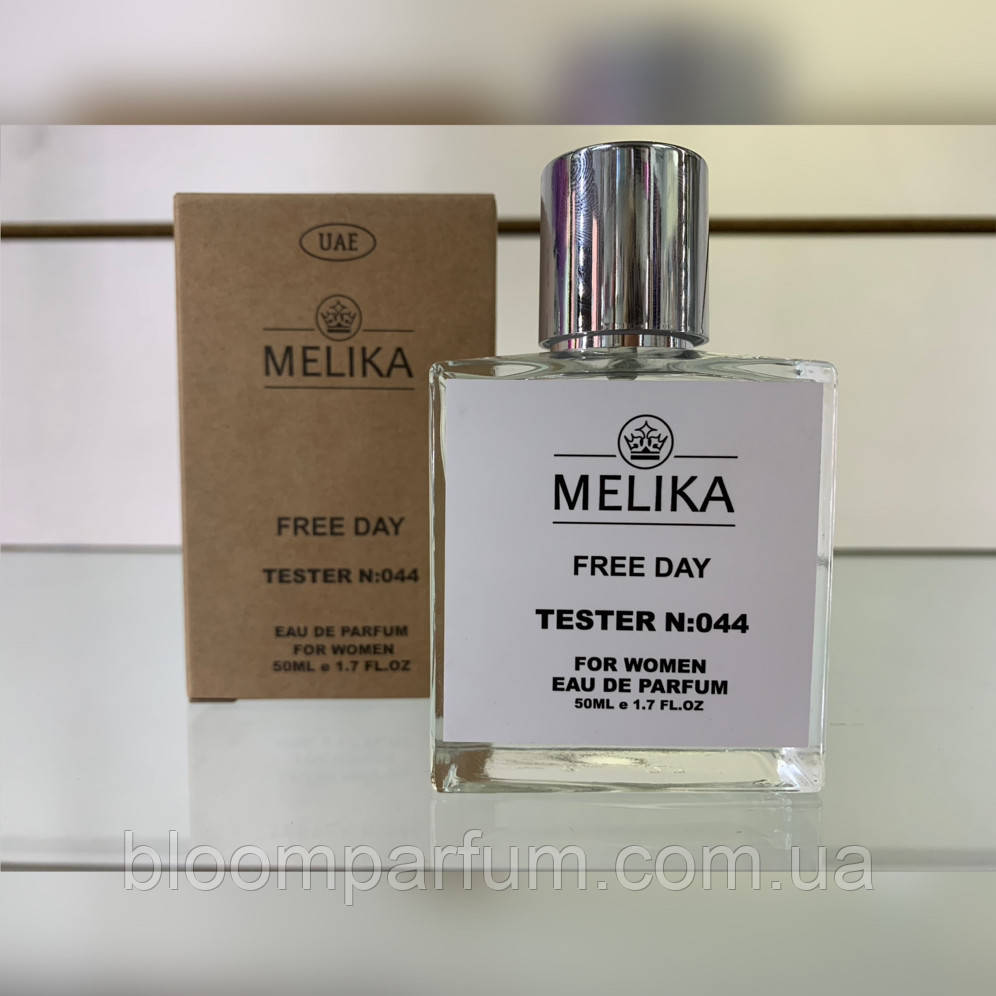 UAE
MELIKA
FREE DAY
TESTER N:044
EAU DE PARFUM
FOR WOMEN
50ML e 1.7 FL.OZ
MELIKA
FREE DAY
TESTER N:044
FOR WOMEN
EAU DE PARFUM
50ML e 1.7 FL.OZ
bloomparfum.com.ua